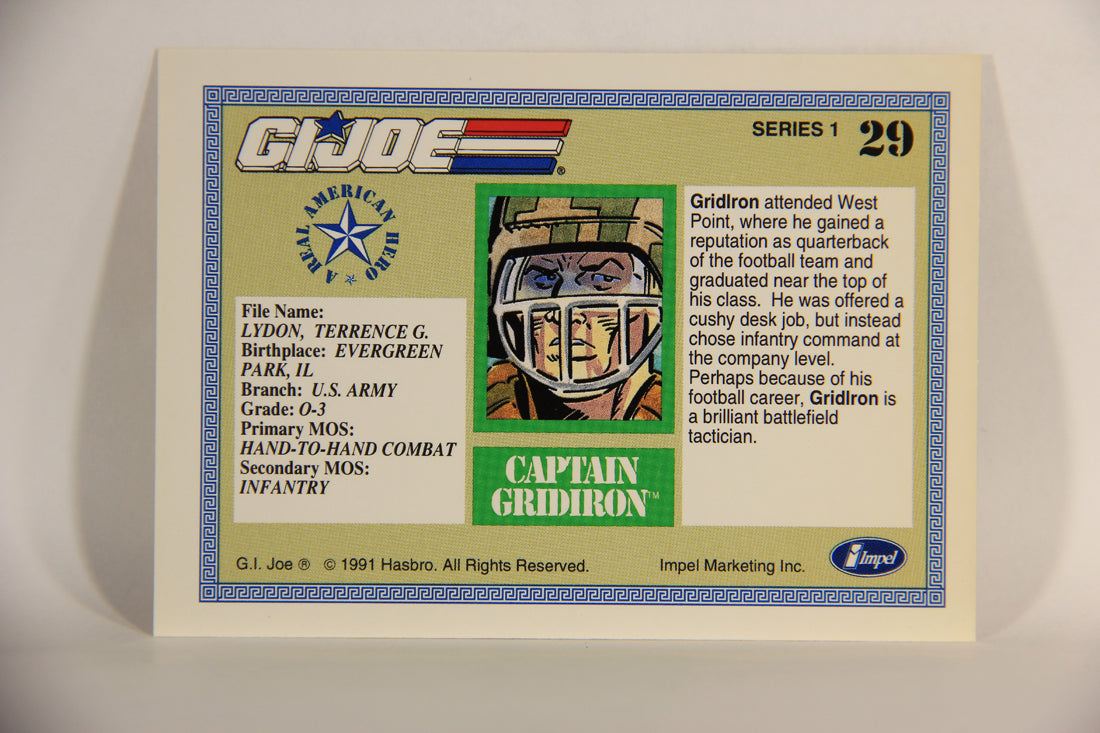 G.I. JOE ®
SERIES 1 29
A REAL AMERICAN HERO
File Name:
LYDON, TERRENCE G.
Birthplace: EVERGREEN
PARK, IL
Branch: U.S. ARMY
Grade: O-3
Primary MOS:
HAND-TO-HAND COMBAT
Secondary MOS:
INFANTRY
CAPTAIN
GRIDIRON™
GridIron attended West
Point, where he gained a
reputation as quarterback
of the football team and
graduated near the top of
his class. He was offered a
cushy desk job, but instead
chose infantry command at
the company level.
Perhaps because of his
football career, GridIron is
a brilliant battlefield
tactician.
Impel
G.I. Joe ® © 1991 Hasbro. All Rights Reserved. Impel Marketing Inc.